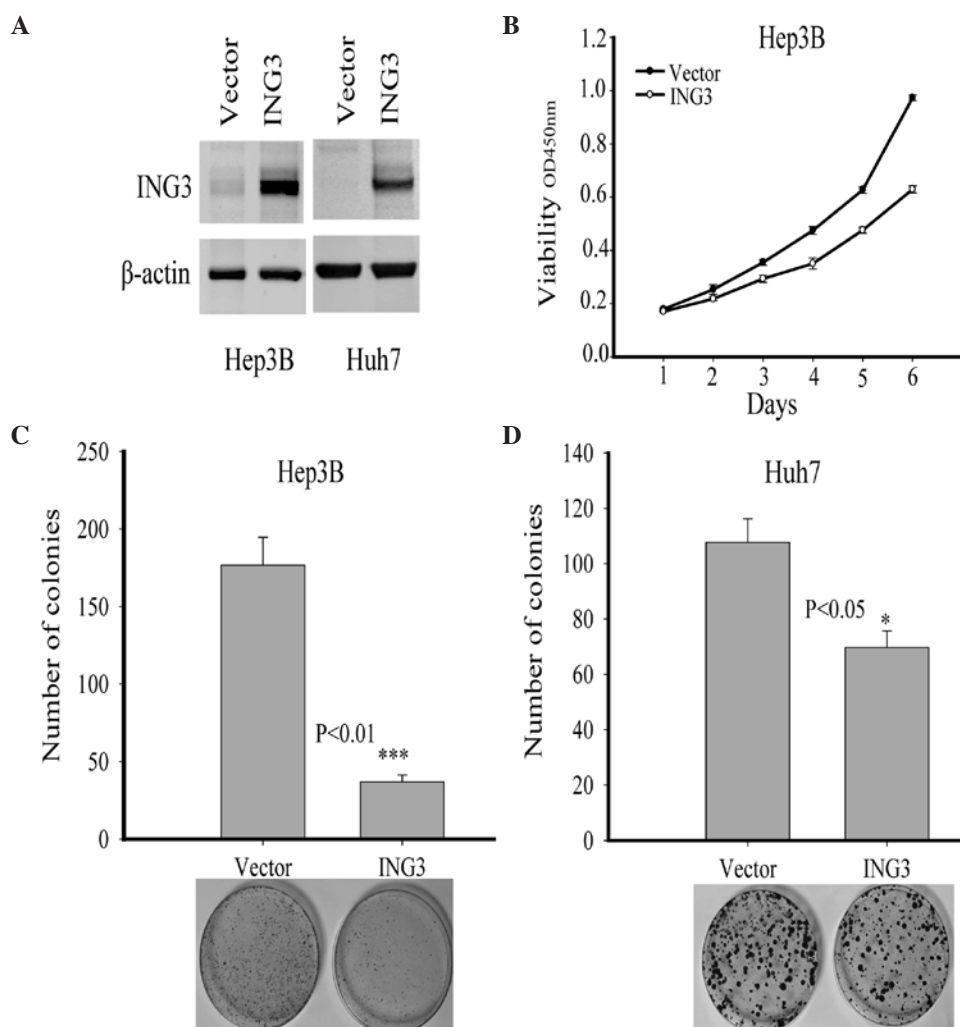 A
Vector
ING3
Vector
ING3
ING3
β-actin
Hep3B
Huh7
B
Hep3B
Vector
ING3
1.2
1.0
0.8
0.6
0.4
0.2
0.0
Viability OD450nm
1 2 3 4 5 6
Days
C
Hep3B
250
200
150
100
50
0
Number of colonies
P<0.01
***
Vector ING3
D
Huh7
140
120
100
80
60
40
20
0
Number of colonies
P<0.05
*
Vector ING3